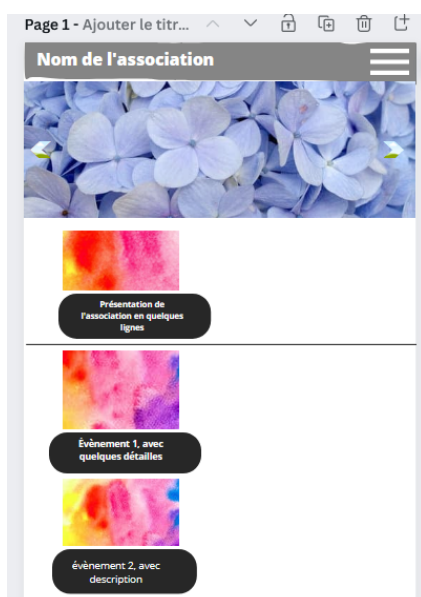 Page 1 - Ajouter le titr...
Nom de l'association
Présentation de
l'association en quelques
lignes
Évènement 1, avec
quelques détailles
évènement 2, avec
description